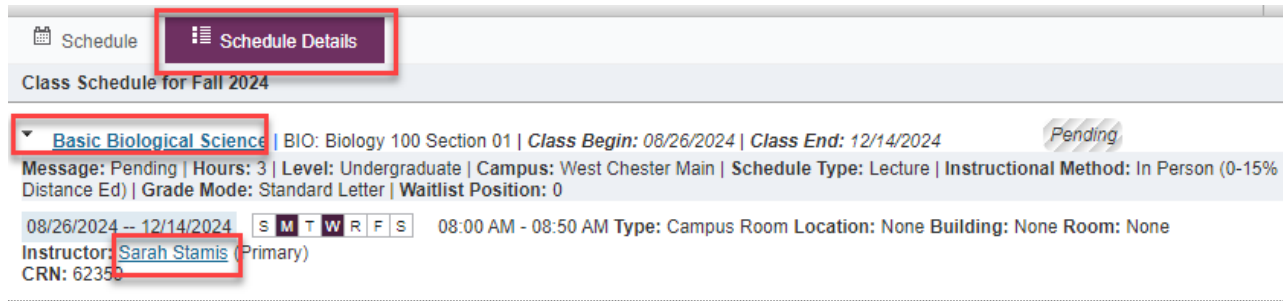 Schedule Schedule Details
Class Schedule for Fall 2024
Basic Biological Science | BIO: Biology 100 Section 01 | Class Begin: 08/26/2024 | Class End: 12/14/2024 Pending
Message: Pending | Hours: 3 | Level: Undergraduate | Campus: West Chester Main | Schedule Type: Lecture | Instructional Method: In Person (0-15%
Distance Ed) | Grade Mode: Standard Letter | Waitlist Position: 0
08/26/2024 -- 12/14/2024 S M T W R F S 08:00 AM - 08:50 AM Type: Campus Room Location: None Building: None Room: None
Instructor: Sarah Stamis (Primary)
CRN: 62350